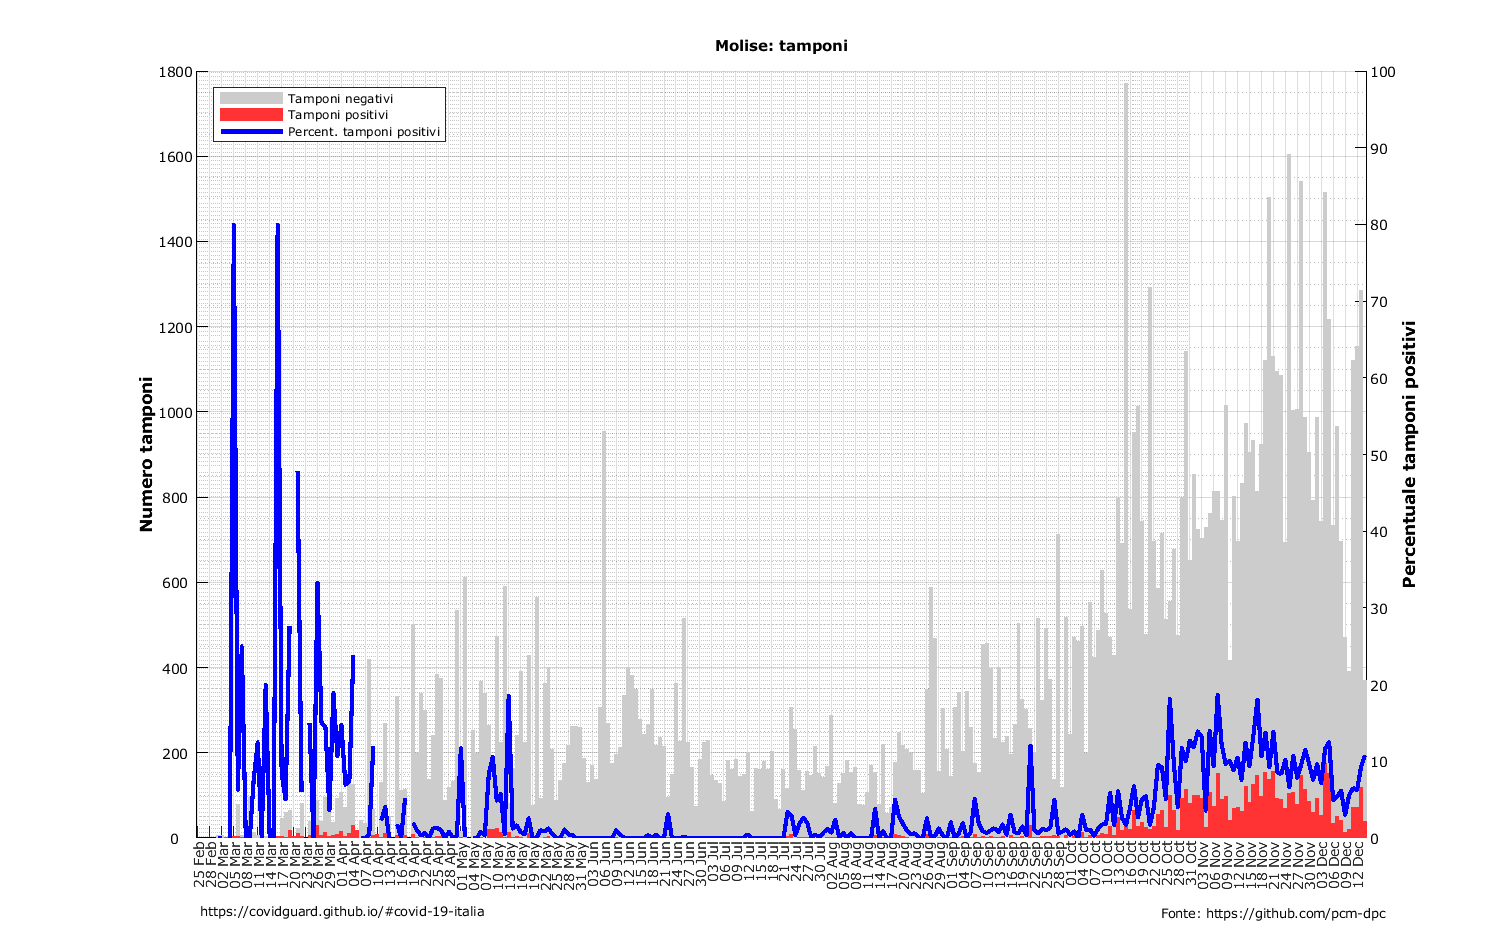 Molise: tamponi
Tamponi negativi
Tamponi positivi
Percent. tamponi positivi
Numero tamponi
1800
1600
1400
1200
1000
800
600
400
200
0
100
90
80
70
60
50
40
30
20
10
0
Percentuale tamponi positivi
25 Feb
28 Feb
02 Mar
05 Mar
08 Mar
11 Mar
14 Mar
17 Mar
20 Mar
23 Mar
26 Mar
29 Mar
01 Apr
04 Apr
07 Apr
10 Apr
13 Apr
16 Apr
19 Apr
22 Apr
25 Apr
28 Apr
01 May
04 May
07 May
10 May
13 May
16 May
19 May
22 May
25 May
28 May
31 May
03 Jun
06 Jun
09 Jun
12 Jun
15 Jun
18 Jun
21 Jun
24 Jun
27 Jun
30 Jun
03 Jul
06 Jul
09 Jul
12 Jul
15 Jul
18 Jul
21 Jul
24 Jul
27 Jul
30 Jul
02 Aug
05 Aug
08 Aug
11 Aug
14 Aug
17 Aug
20 Aug
23 Aug
26 Aug
29 Aug
01 Sep
04 Sep
07 Sep
10 Sep
13 Sep
16 Sep
19 Sep
22 Sep
25 Sep
28 Sep
01 Oct
04 Oct
07 Oct
10 Oct
13 Oct
16 Oct
19 Oct
22 Oct
25 Oct
28 Oct
31 Oct
03 Nov
06 Nov
09 Nov
12 Nov
15 Nov
18 Nov
21 Nov
24 Nov
27 Nov
30 Nov
03 Dec
06 Dec
09 Dec
12 Dec
https://covidguard.github.io/#covid-19-italia
Fonte: https://github.com/pcm-dpc